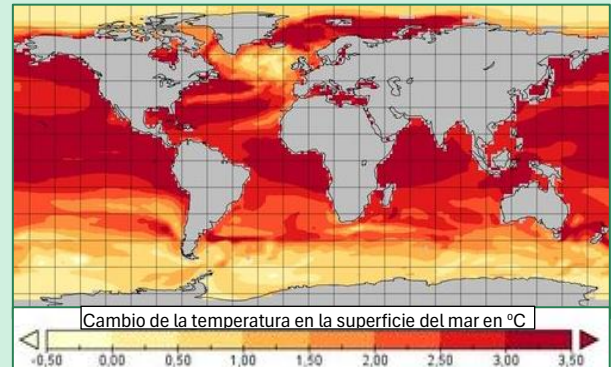 Cambio de la temperatura en la superficie del mar en ºC
-0,50 0,00 0,50 1,00 1,50 2,00 2,50 3,00 3,50